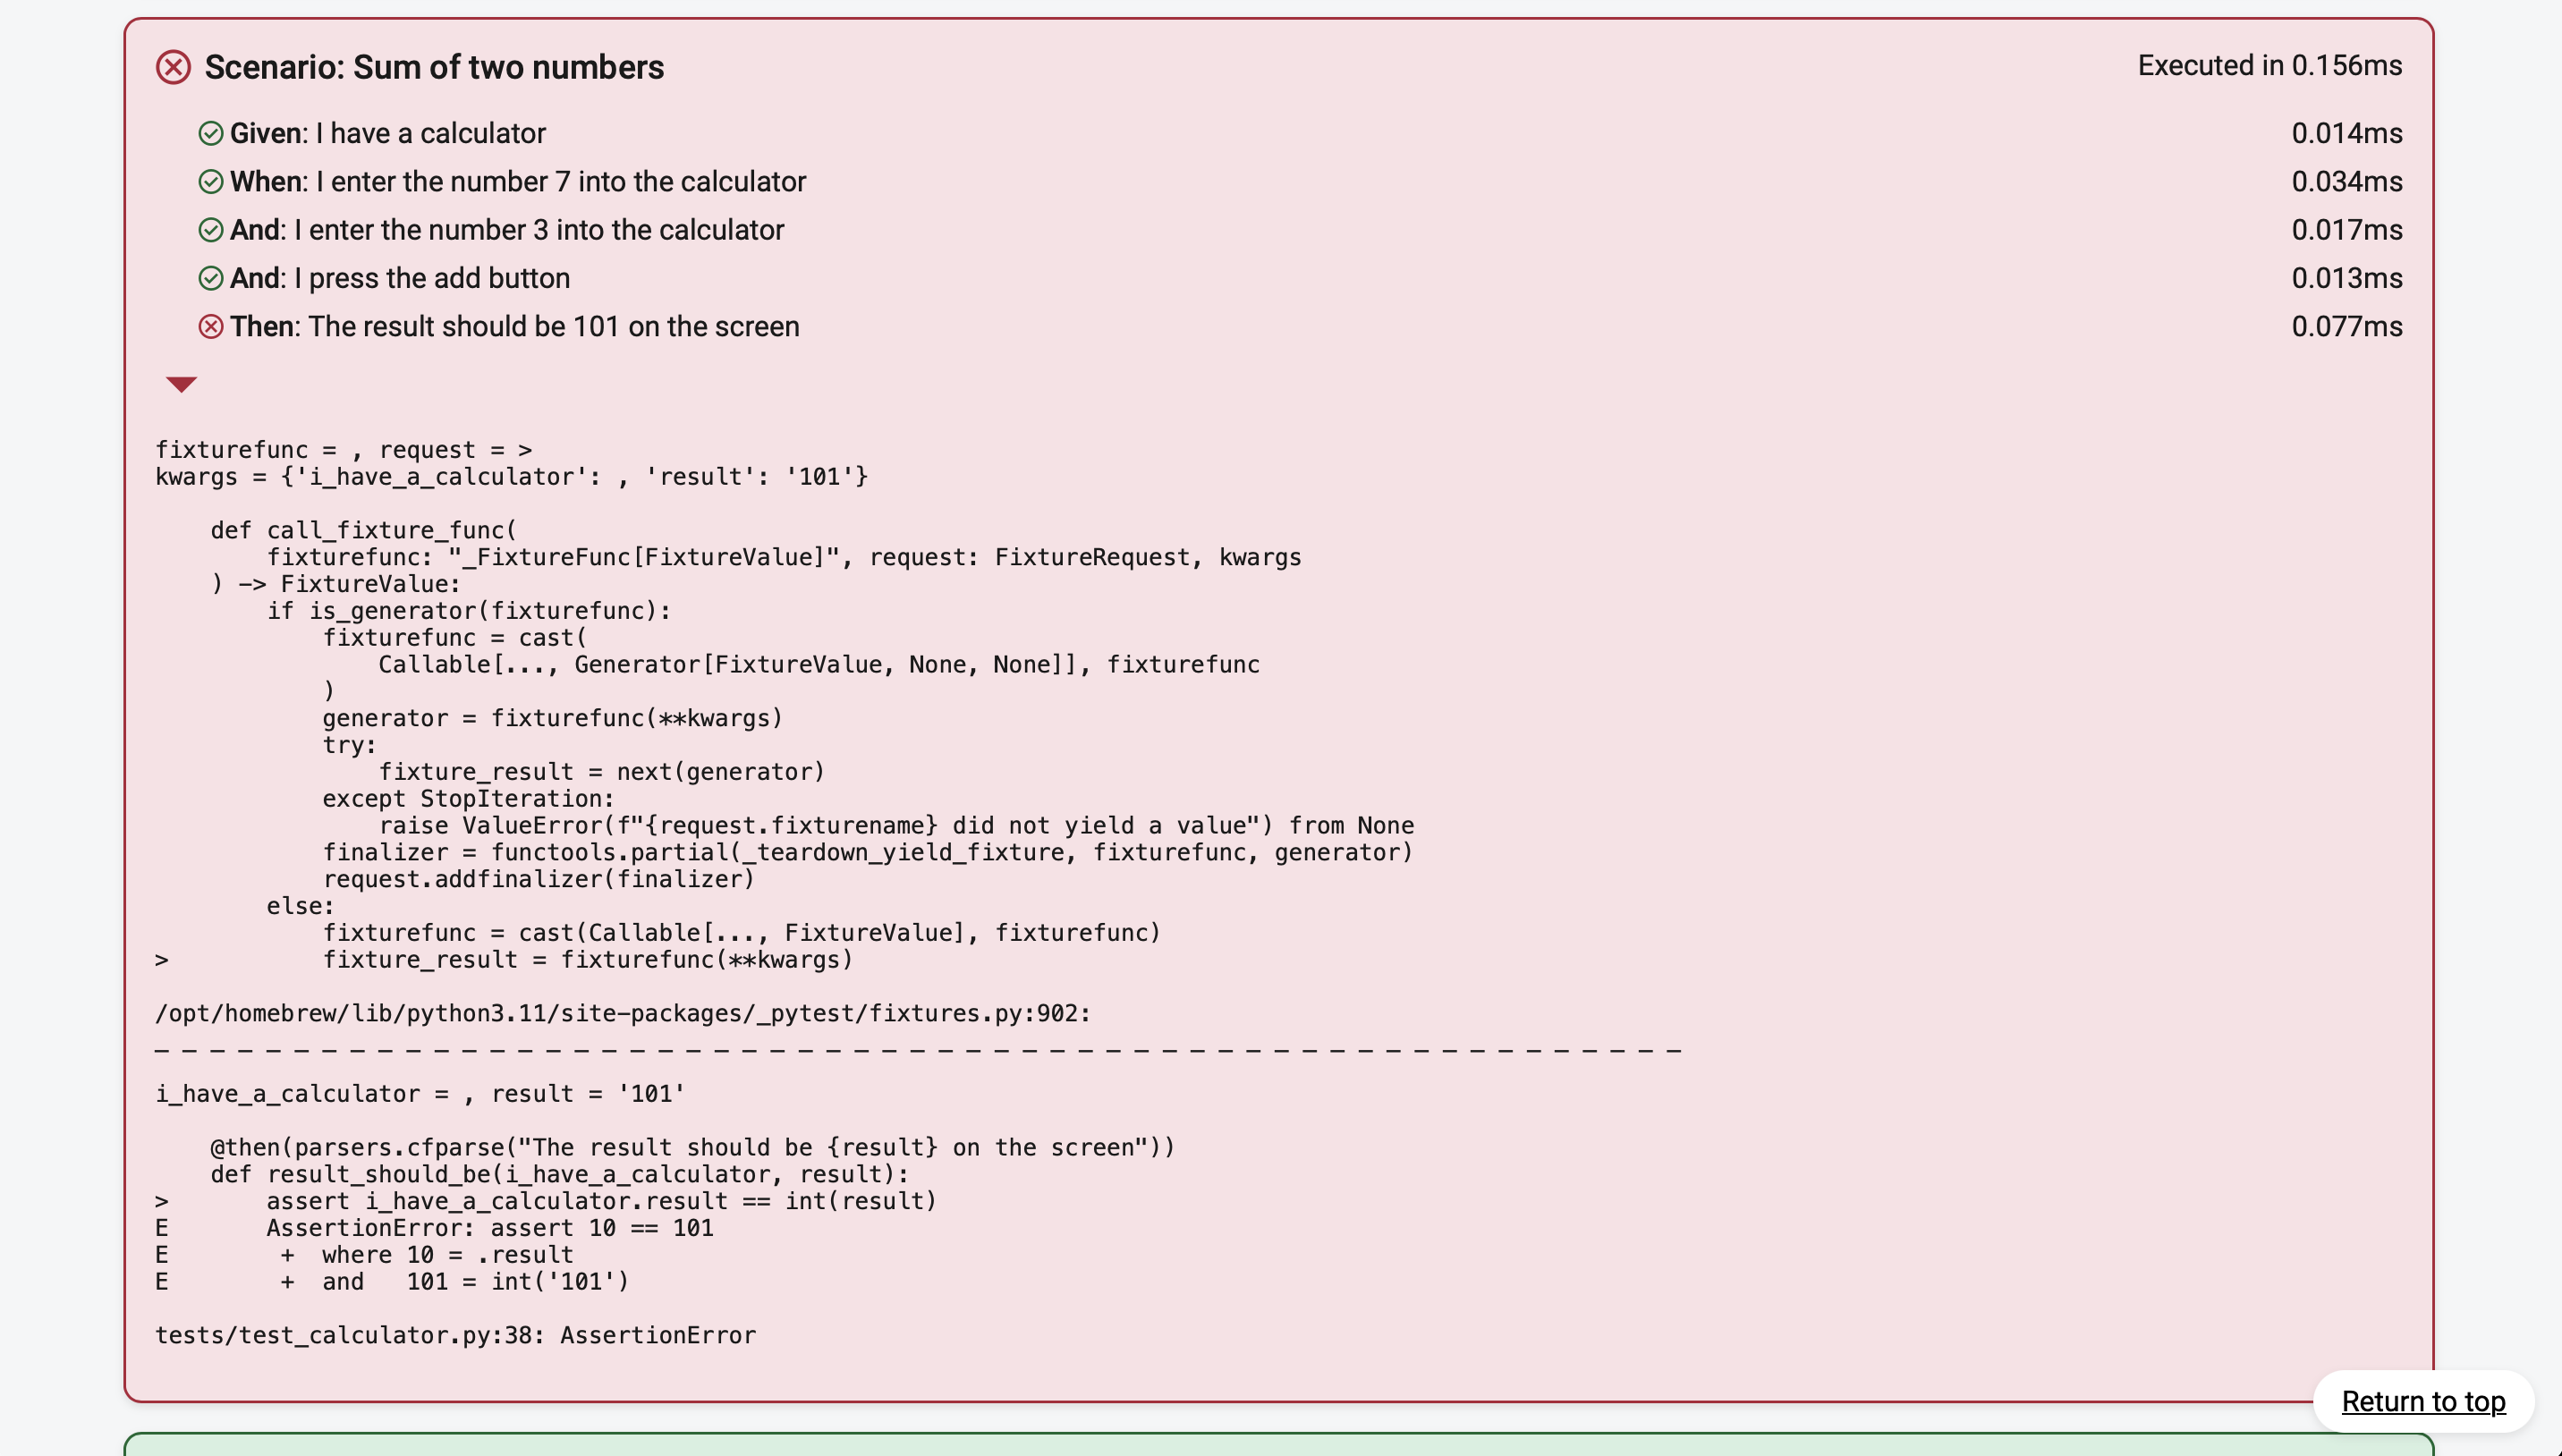 Scenario: Sum of two numbers Executed in 0.156ms
Given: I have a calculator 0.014ms
When: I enter the number 7 into the calculator 0.034ms
And: I enter the number 3 into the calculator 0.017ms
And: I press the add button 0.013ms
Then: The result should be 101 on the screen 0.077ms
fixturefunc = , request = >
kwargs = {'i_have_a_calculator': , 'result': '101'}
    def call_fixture_func(
        fixturefunc: "_FixtureFunc[FixtureValue]", request: FixtureRequest, kwargs
    ) -> FixtureValue:
        if is_generator(fixturefunc):
            fixturefunc = cast(
                Callable[..., Generator[FixtureValue, None, None]], fixturefunc
            )
            generator = fixturefunc(**kwargs)
            try:
                fixture_result = next(generator)
            except StopIteration:
                raise ValueError(f"{request.fixturename} did not yield a value") from None
            finalizer = functools.partial(_teardown_yield_fixture, fixturefunc, generator)
            request.addfinalizer(finalizer)
        else:
            fixturefunc = cast(Callable[..., FixtureValue], fixturefunc)
>           fixture_result = fixturefunc(**kwargs)
/opt/homebrew/lib/python3.11/site-packages/_pytest/fixtures.py:902:
_ _ _ _ _ _ _ _ _ _ _ _ _ _ _ _ _ _ _ _ _ _ _ _ _ _ _ _ _ _ _ _ _ _ _ _ _ _ _ _ _ _ _ _ _ _ _ _ _ _ _ _ _ _ _
i_have_a_calculator = , result = '101'
    @then(parsers.cfparse("The result should be {result} on the screen"))
    def result_should_be(i_have_a_calculator, result):
>       assert i_have_a_calculator.result == int(result)
E       AssertionError: assert 10 == 101
E        +  where 10 = .result
E        +  and   101 = int('101')
tests/test_calculator.py:38: AssertionError
Return to top